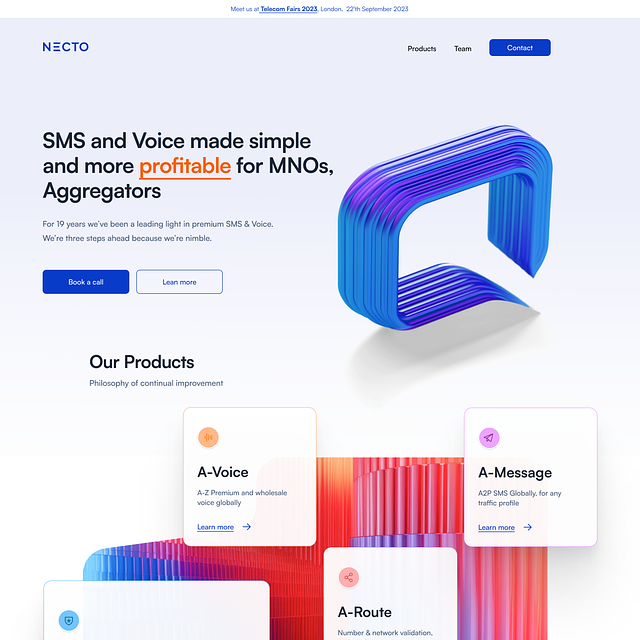 Meet us at Telecom Fairs 2023, London, 22'th September 2023
NECTO
Products Team Contact
SMS and Voice made simple
and more profitable for MNOs,
Aggregators
For 19 years we've been a leading light in premium SMS & Voice.
We're three steps ahead because we're nimble.
Book a call Lean more
Our Products
Philosophy of continual improvement
A-Voice
A-Z Premium and wholesale
voice globally
Learn more
A-Message
A2P SMS Globally. for any
traffic profile
Learn more
A-Route
Number & network validation,